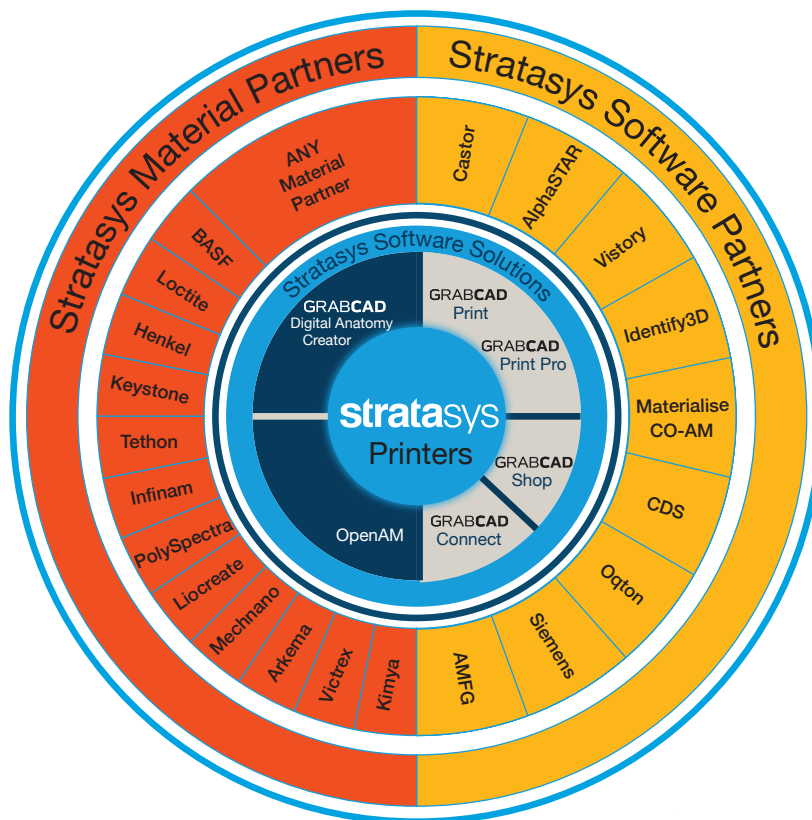 Stratasys Material Partners
Stratasys Software Partners
ANY
Material
Partner
BASF
Loctite
Henkel
Keystone
Tethon
Infinam
PolySpectra
Liocreate
Mechnano
Arkema
Victrex
Kimya
Castor
AlphaSTAR
Vistory
Identify3D
Materialise
CO-AM
CDS
Oqton
Siemens
AMFG
Stratasys Software Solutions
GRABCAD
Digital Anatomy
Creator
GRABCAD
Print
GRABCAD
Print Pro
GRABCAD
Shop
GRABCAD
Connect
OpenAM
stratasys
Printers